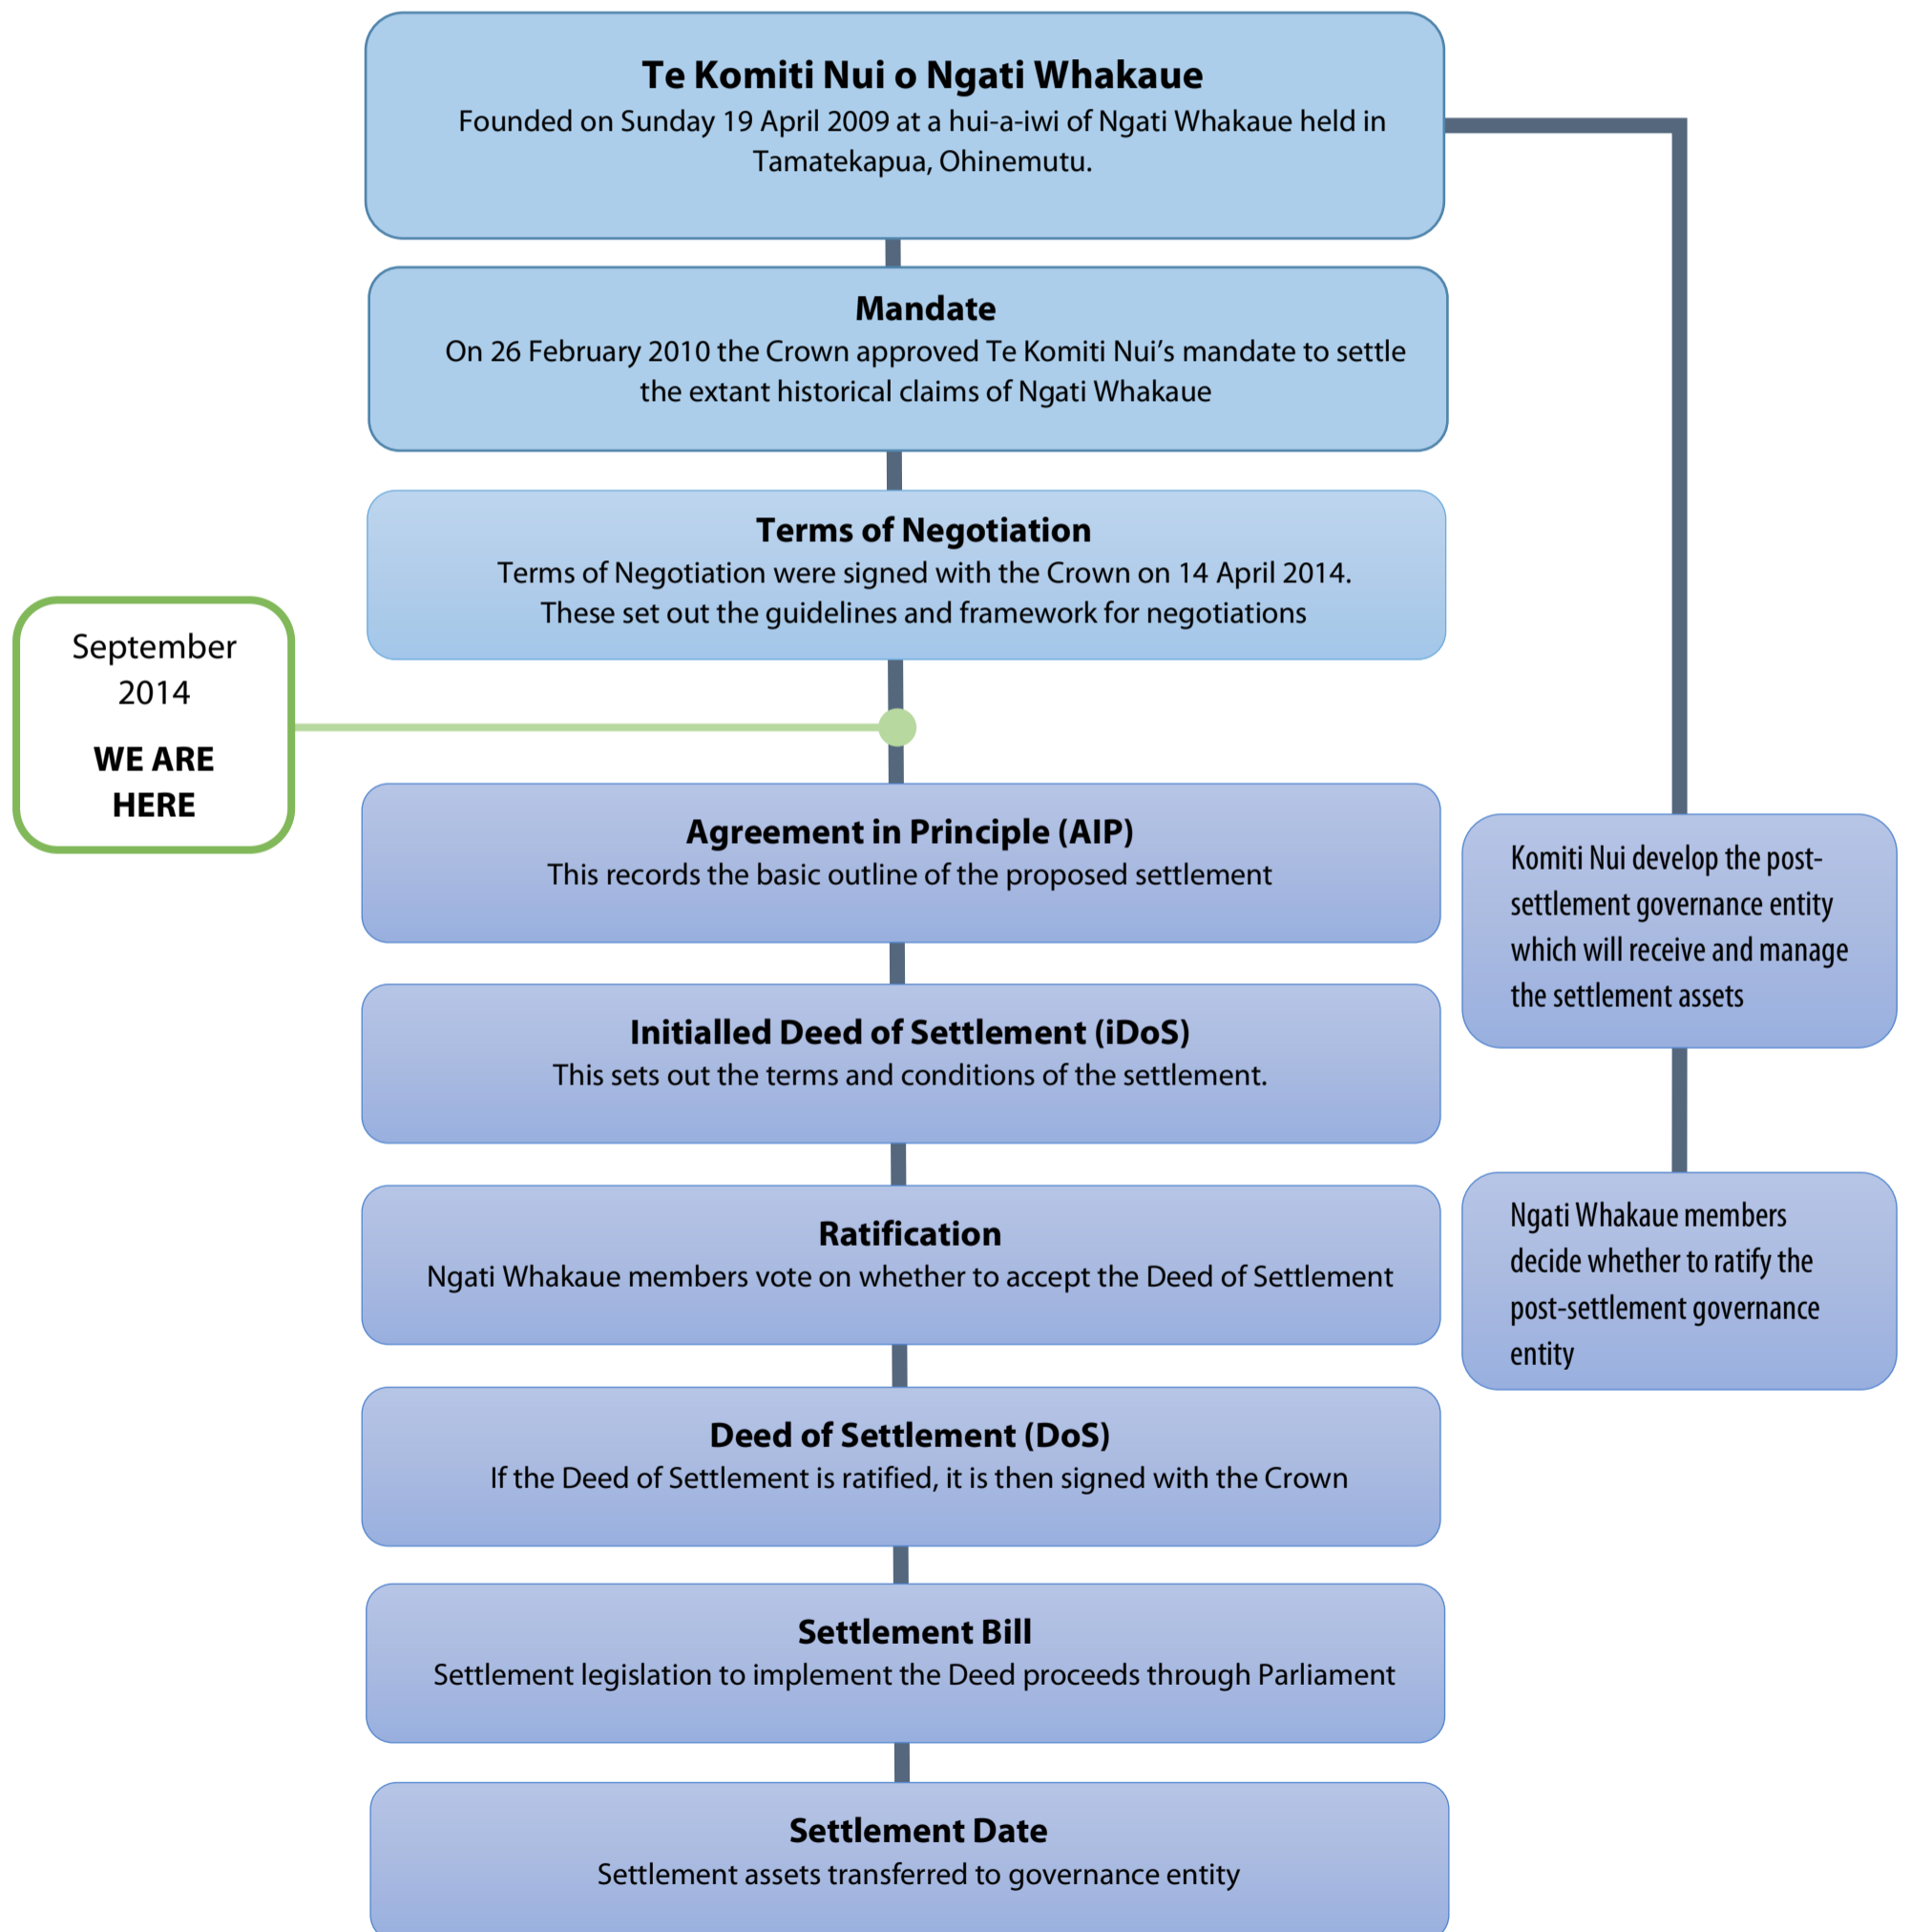 Te Komiti Nui o Ngati Whakaue
Founded on Sunday 19 April 2009 at a hui-a-iwi of Ngati Whakaue held in
Tamatekapua, Ohinemutu.
Mandate
On 26 February 2010 the Crown approved Te Komiti Nui’s mandate to settle
the extant historical claims of Ngati Whakaue
Terms of Negotiation
Terms of Negotiation were signed with the Crown on 14 April 2014.
These set out the guidelines and framework for negotiations
September
2014
WE ARE
HERE
Agreement in Principle (AIP)
This records the basic outline of the proposed settlement
Initialled Deed of Settlement (iDoS)
This sets out the terms and conditions of the settlement.
Ratification
Ngati Whakaue members vote on whether to accept the Deed of Settlement
Deed of Settlement (DoS)
If the Deed of Settlement is ratified, it is then signed with the Crown
Settlement Bill
Settlement legislation to implement the Deed proceeds through Parliament
Settlement Date
Settlement assets transferred to governance entity
Komiti Nui develop the post-
settlement governance entity
which will receive and manage
the settlement assets
Ngati Whakaue members
decide whether to ratify the
post-settlement governance
entity